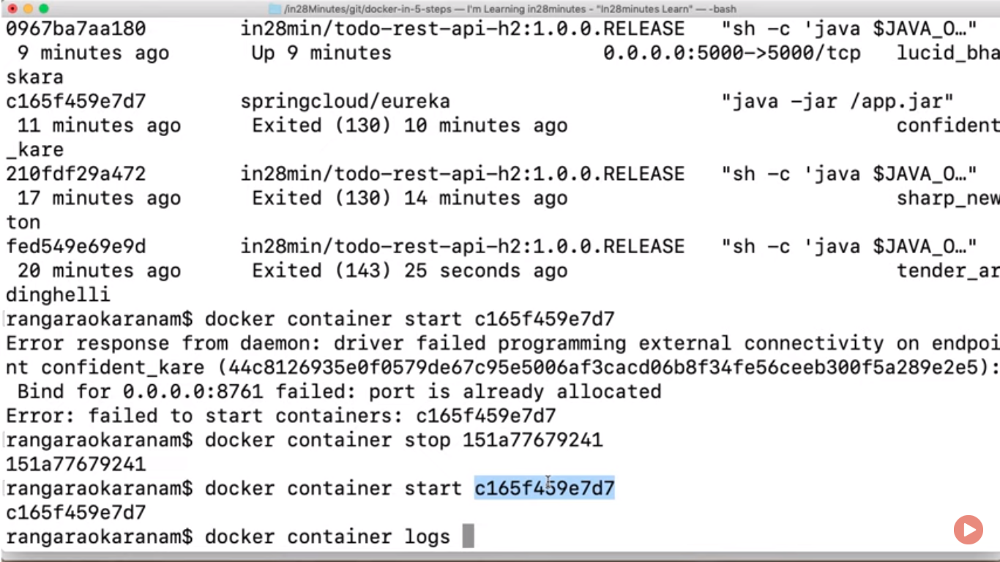 /in28Minutes/git/docker-in-5-steps — I'm Learning in28minutes - "In28minutes Learn" — -bash
0967ba7aa180 in28min/todo-rest-api-h2:1.0.0.RELEASE "sh -c 'java $JAVA_O…"
9 minutes ago Up 9 minutes 0.0.0.0:5000->5000/tcp lucid_bha
skara
c165f459e7d7 springcloud/eureka "java -jar /app.jar"
11 minutes ago Exited (130) 10 minutes ago confident
_kare
210fdf29a472 in28min/todo-rest-api-h2:1.0.0.RELEASE "sh -c 'java $JAVA_O…"
17 minutes ago Exited (130) 14 minutes ago sharp_new
ton
fed549e69e9d in28min/todo-rest-api-h2:1.0.0.RELEASE "sh -c 'java $JAVA_O…"
20 minutes ago Exited (143) 25 seconds ago tender_ar
dinghelli
rangaraokaranam$ docker container start c165f459e7d7
Error response from daemon: driver failed programming external connectivity on endpoi
nt confident_kare (44c8126935e0f0579de67c95e5006af3cacd06b8f34fe56ceeb300f5a289e2e5):
Bind for 0.0.0.0:8761 failed: port is already allocated
Error: failed to start containers: c165f459e7d7
rangaraokaranam$ docker container stop 151a77679241
151a77679241
rangaraokaranam$ docker container start c165f459e7d7
c165f459e7d7
rangaraokaranam$ docker container logs